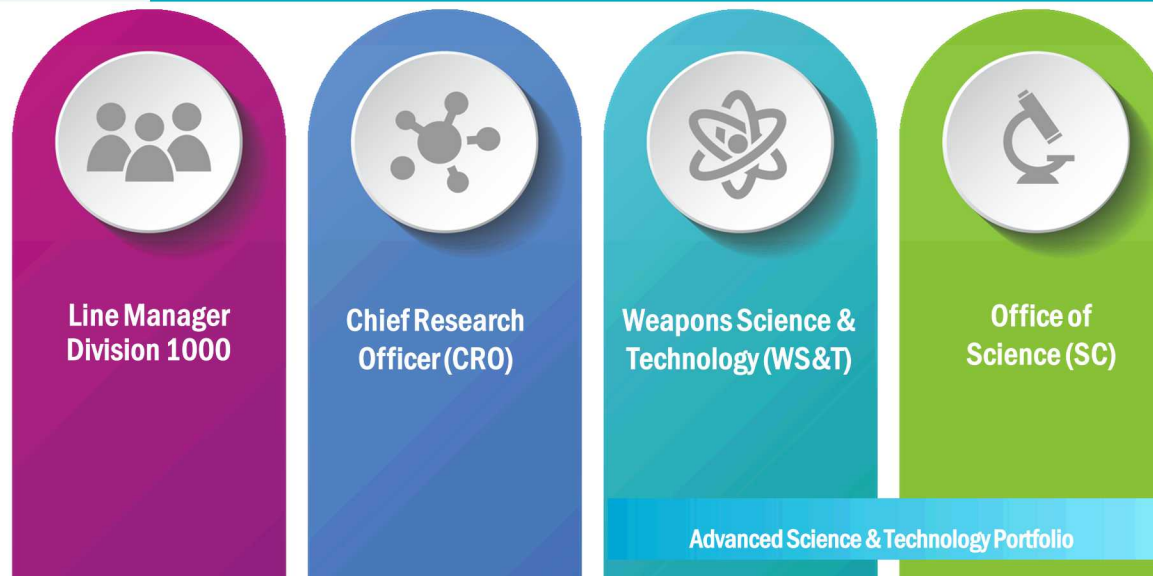 Line Manager
Division 1000
Chief Research
Officer (CRO)
Weapons Science &
Technology (WS&T)
Office of
Science (SC)
Advanced Science & Technology Portfolio